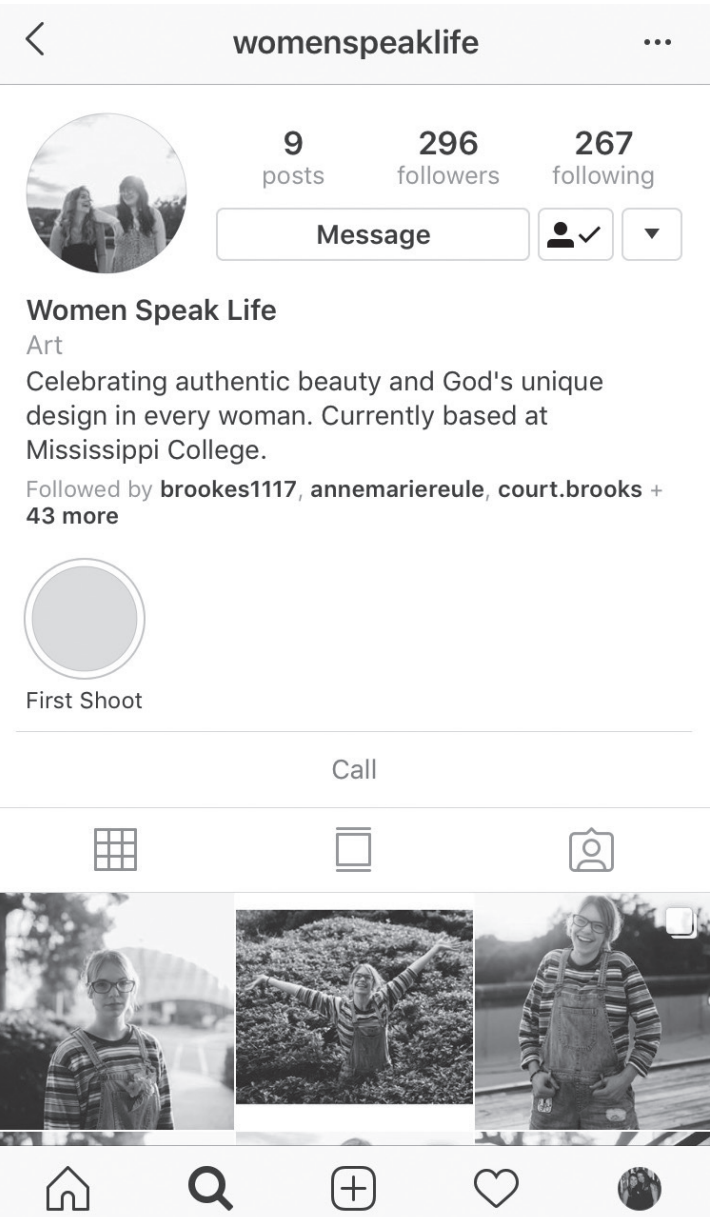 womenspeaklife
9 296 267
posts followers following
Message
Women Speak Life
Art
Celebrating authentic beauty and God's unique
design in every woman. Currently based at
Mississippi College.
Followed by brookes1117, annemariereule, court.brooks +
43 more
First Shoot
Call